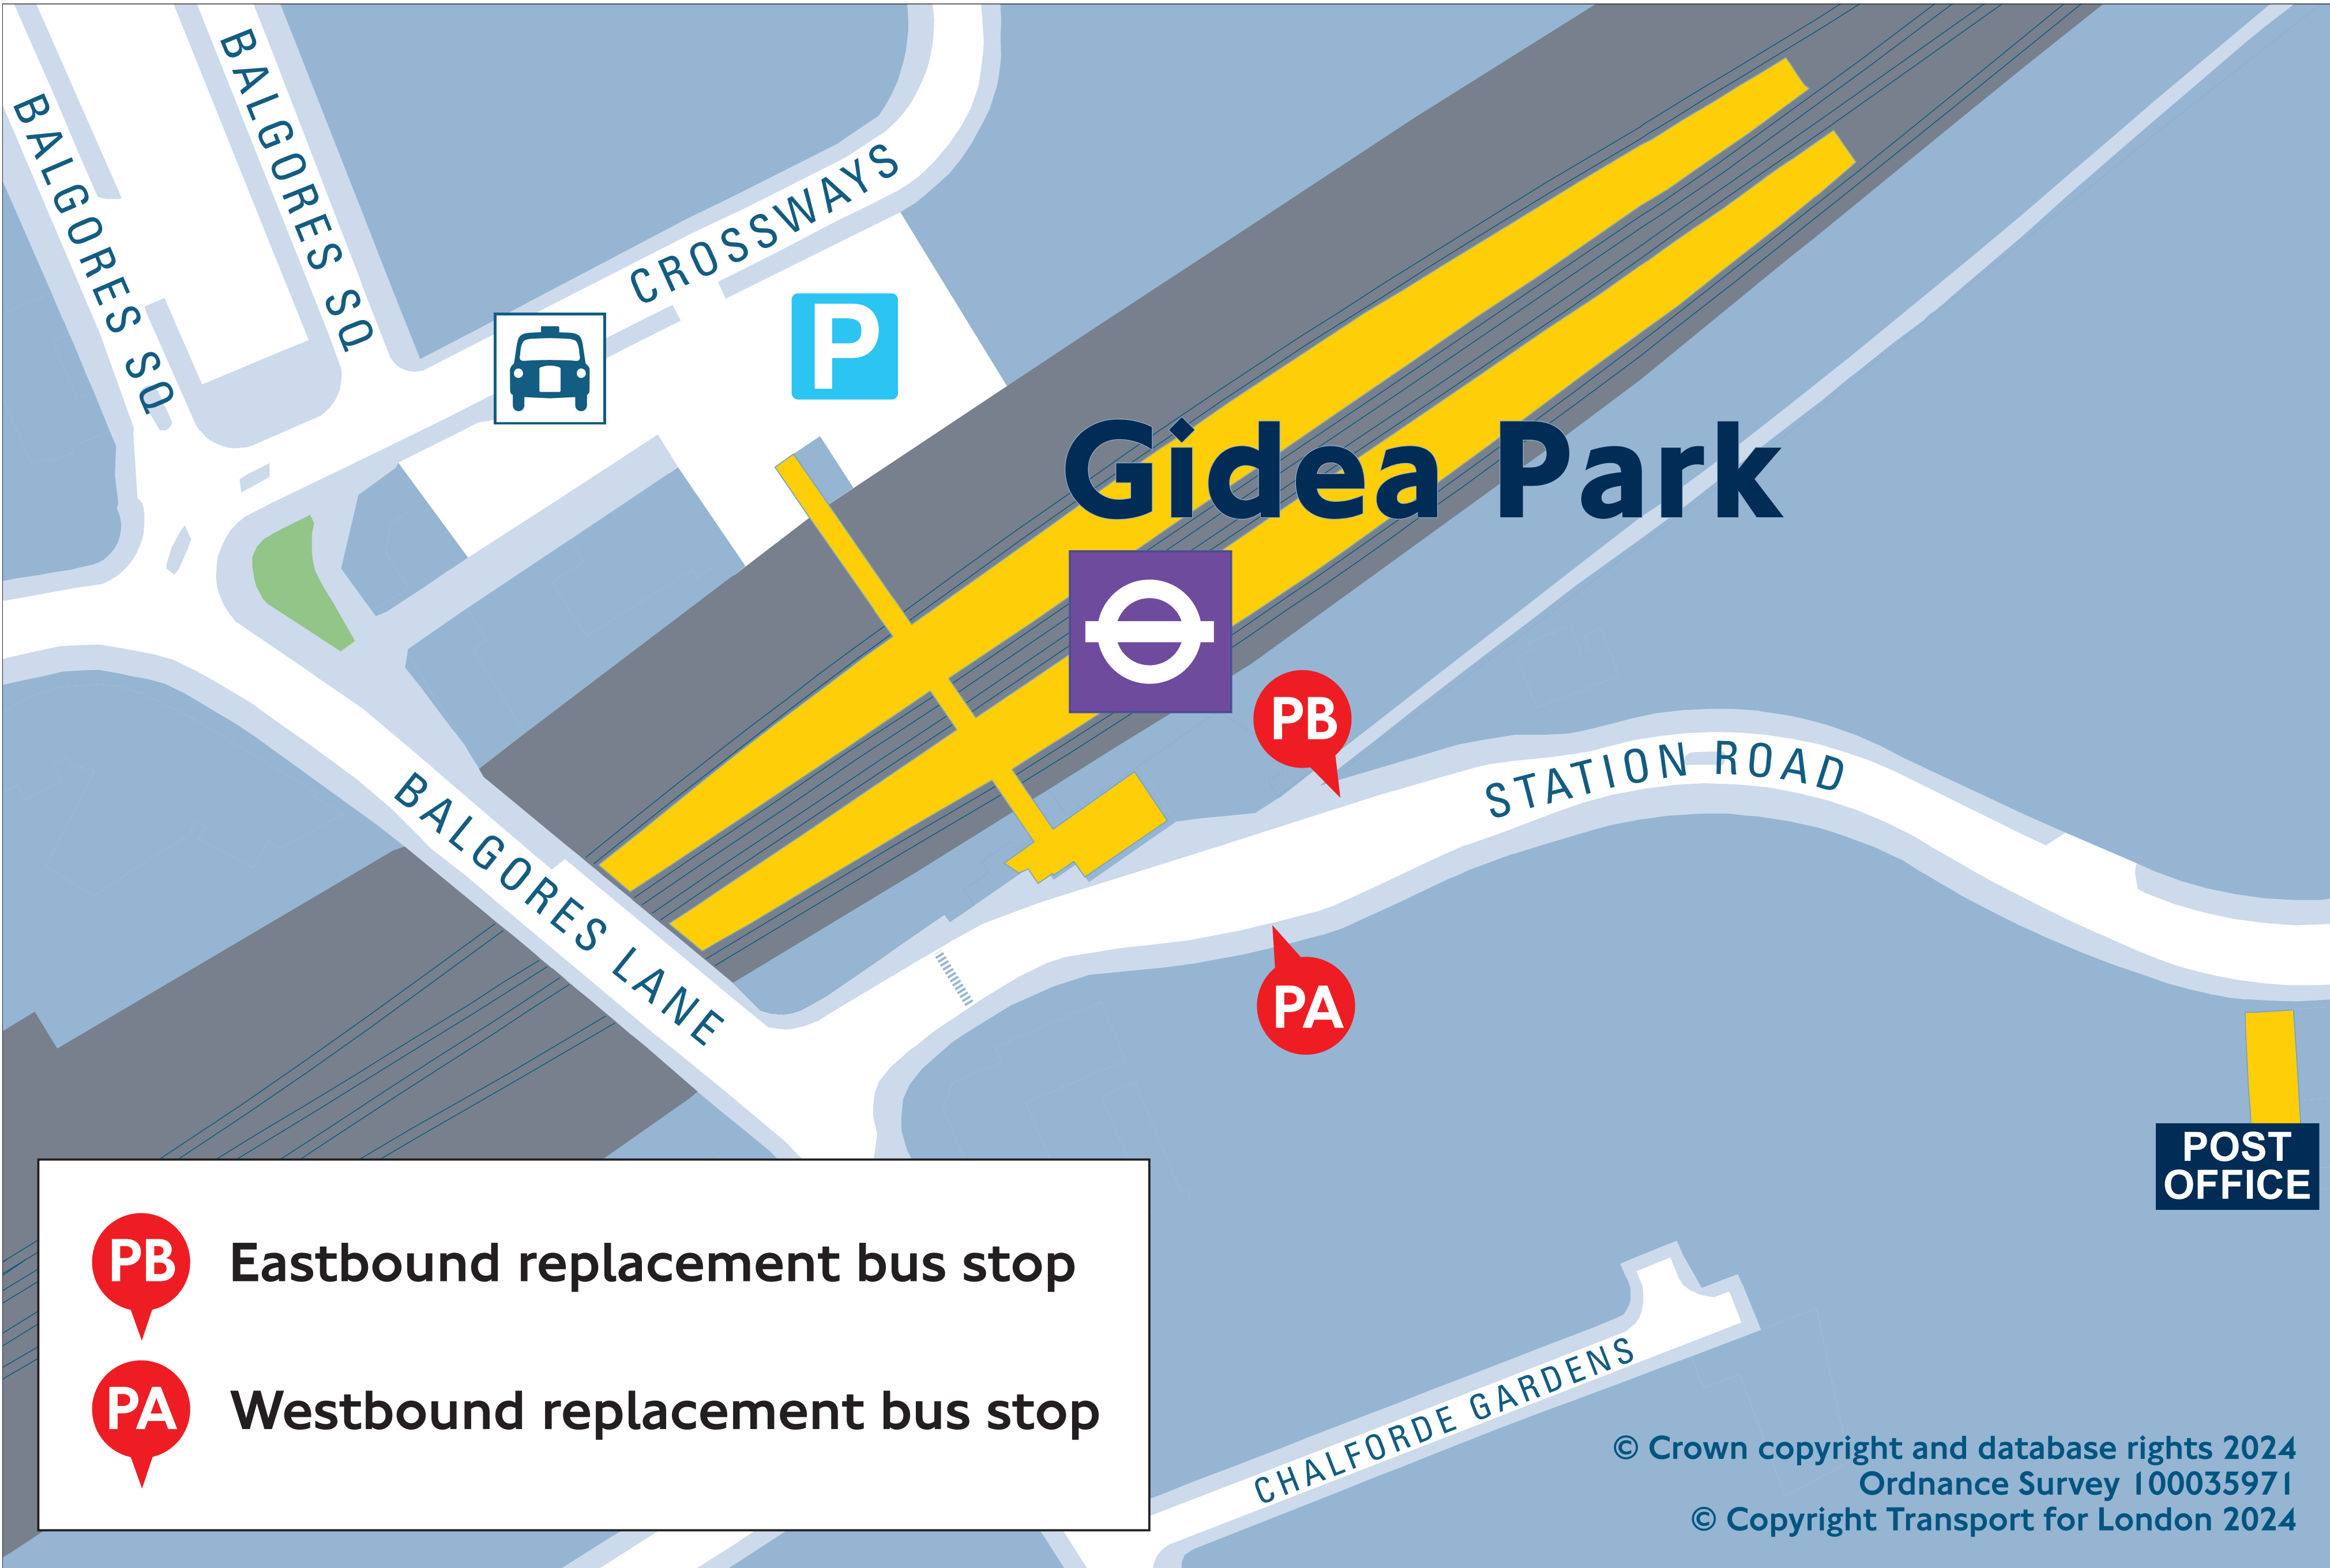 BALGORES SQ
BALGORES SQ
CROSSWAYS
P
Gidea Park
PB
STATION ROAD
BALGORES LANE
PA
POST
OFFICE
PB Eastbound replacement bus stop
PA Westbound replacement bus stop
CHALFORDE GARDENS
© Crown copyright and database rights 2024
Ordnance Survey 100035971
© Copyright Transport for London 2024